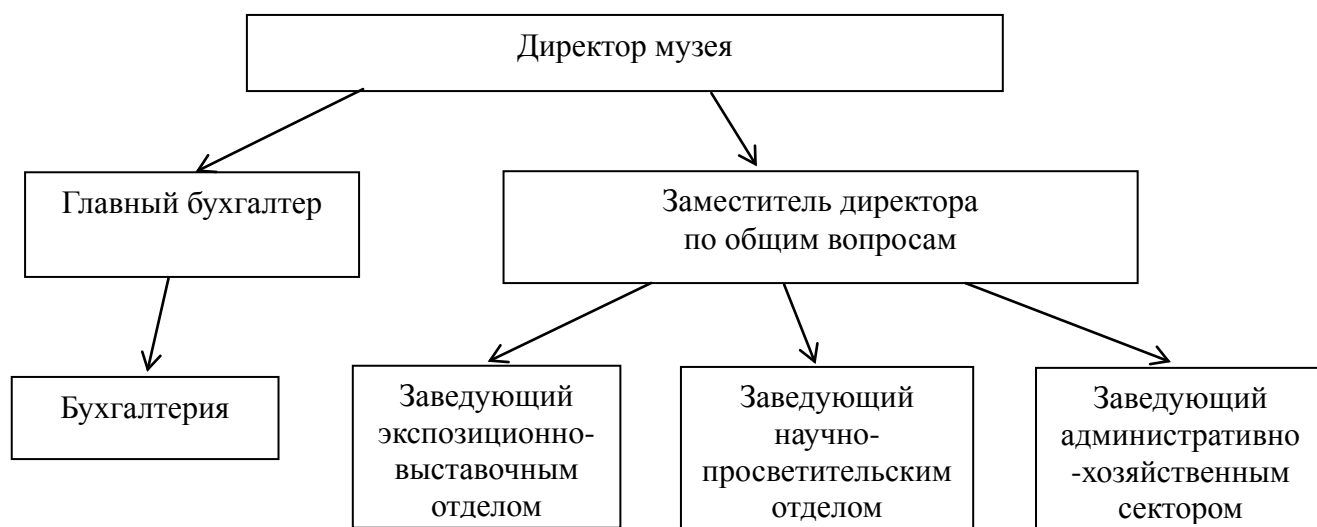 Директор музея
Главный бухгалтер
Заместитель директора
по общим вопросам
Бухгалтерия
Заведующий
экспозиционно-
выставочным
отделом
Заведующий
научно-
просветительским
отделом
Заведующий
административно
-хозяйственным
сектором